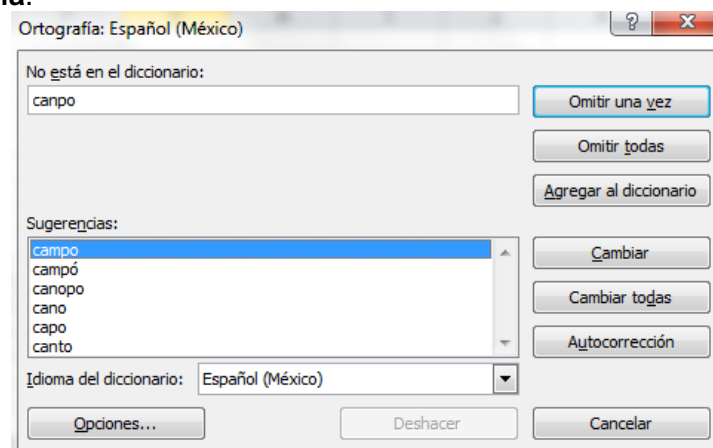 ia.
Ortografía: Español (México)
No está en el diccionario:
canpo
Omitir una vez
Omitir todas
Agregar al diccionario
Sugerencias:
campo
campó
canopo
cano
capo
canto
Cambiar
Cambiar todas
Autocorrección
Idioma del diccionario: Español (México)
Opciones... Deshacer Cancelar